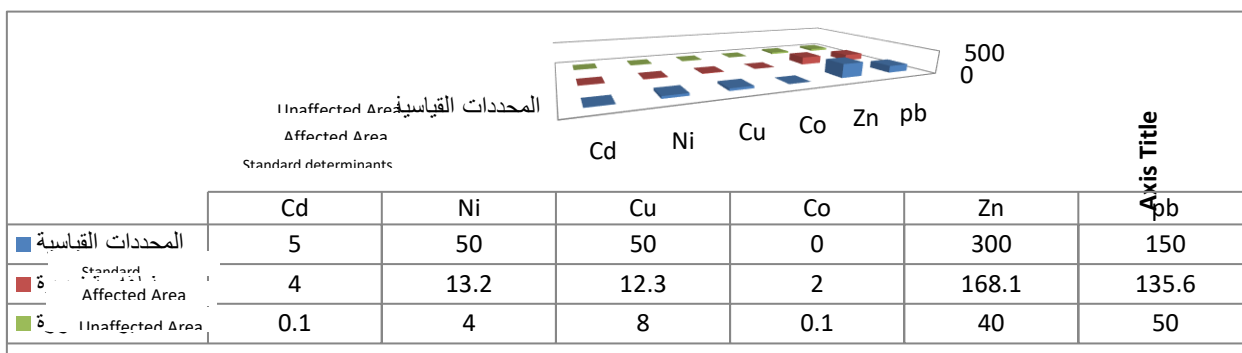 500
0
Unaffected Area المحددات القياسية
Affected Area
Standard determinants
Cd Ni Cu Co Zn pb
Axis Title
Cd Ni Cu Co Zn pb
المحددات القياسية 5 50 50 0 300 150
Standard
Affected Area 4 13.2 12.3 2 168.1 135.6
Unaffected Area 0.1 4 8 0.1 40 50